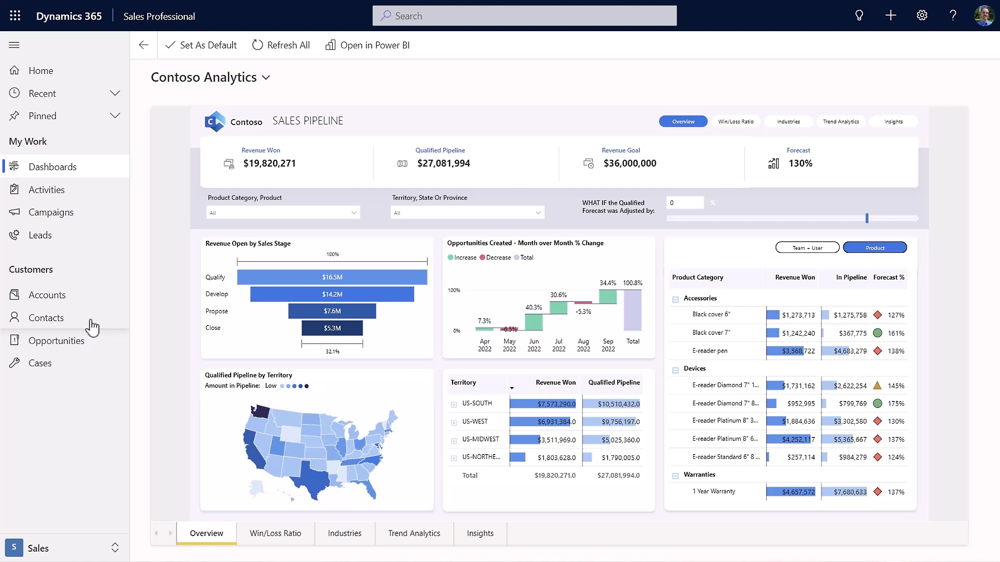 Dynamics 365
Sales Professional
Search
Set As Default
Refresh All
Open in Power BI
Home
Recent
Pinned
My Work
Dashboards
Activities
Campaigns
Leads
Customers
Accounts
Contacts
Opportunities
Cases
S
Sales
Contoso Analytics
C
Contoso
SALES PIPELINE
Overview
Win/Loss Ratio
Industries
Trend Analytics
Insights
Revenue Won
$19,820,271
Qualified Pipeline
$27,081,994
Revenue Goal
$36,000,000
Forecast
130%
Product Category, Product
All
Territory, State Or Province
All
WHAT IF the Qualified
Forecast was Adjusted by:
0
%
Revenue Open by Sales Stage
100%
Qualify $16.5M
Develop $14.2M
Propose $7.6M
Close $5.3M
32.1%
Opportunities Created - Month over Month % Change
Increase Decrease Total
100%
0%
7.3%
-6.5%
40.3%
30.6%
-5.3%
34.4%
100.8%
Apr 2022
May 2022
Jun 2022
Jul 2022
Aug 2022
Sep 2022
Total
Team + User
Product
Product Category Revenue Won In Pipeline Forecast %
Accessories
Black cover 6" $1,273,713 $1,275,758 127%
Black cover 7" $1,242,240 $367,775 161%
E-reader pen $3,568,722 $4,683,279 138%
Devices
E-reader Diamond 7" 1... $1,731,162 $2,622,254 145%
E-reader Diamond 7" 8... $952,995 $799,769 175%
E-reader Platinum 8" 3... $1,884,636 $3,302,580 130%
E-reader Platinum 8" 6... $4,252,117 $5,365,667 137%
E-reader Standard 6" 8 ... $257,114 $984,279 124%
Warranties
1 Year Warranty $4,657,572 $7,680,633 137%
Qualified Pipeline by Territory
Amount in Pipeline: Low
Territory Revenue Won Qualified Pipeline
US-SOUTH $7,573,290.0 $10,510,432.0
US-WEST $6,931,384.0 $9,756,197.0
US-MIDWEST $3,511,969.0 $5,025,360.0
US-NORTHE... $1,803,628.0 $1,790,005.0
Total $19,820,271.0 $27,081,994.0
Overview
Win/Loss Ratio
Industries
Trend Analytics
Insights